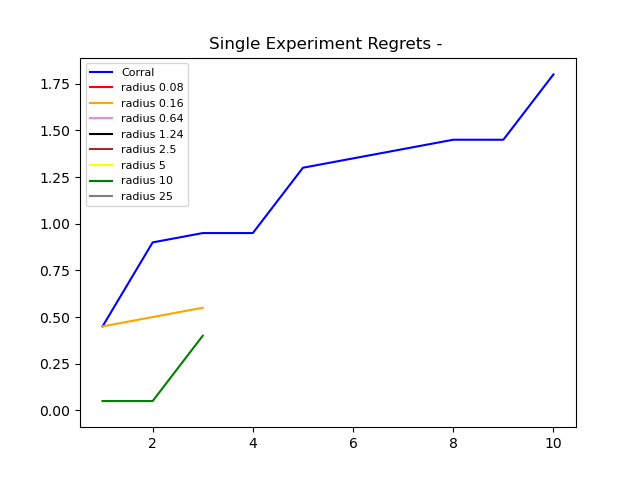 Single Experiment Regrets -
Corral
radius 0.08
radius 0.16
radius 0.64
radius 1.24
radius 2.5
radius 5
radius 10
radius 25
1.75
1.50
1.25
1.00
0.75
0.50
0.25
0.00
2 4 6 8 10